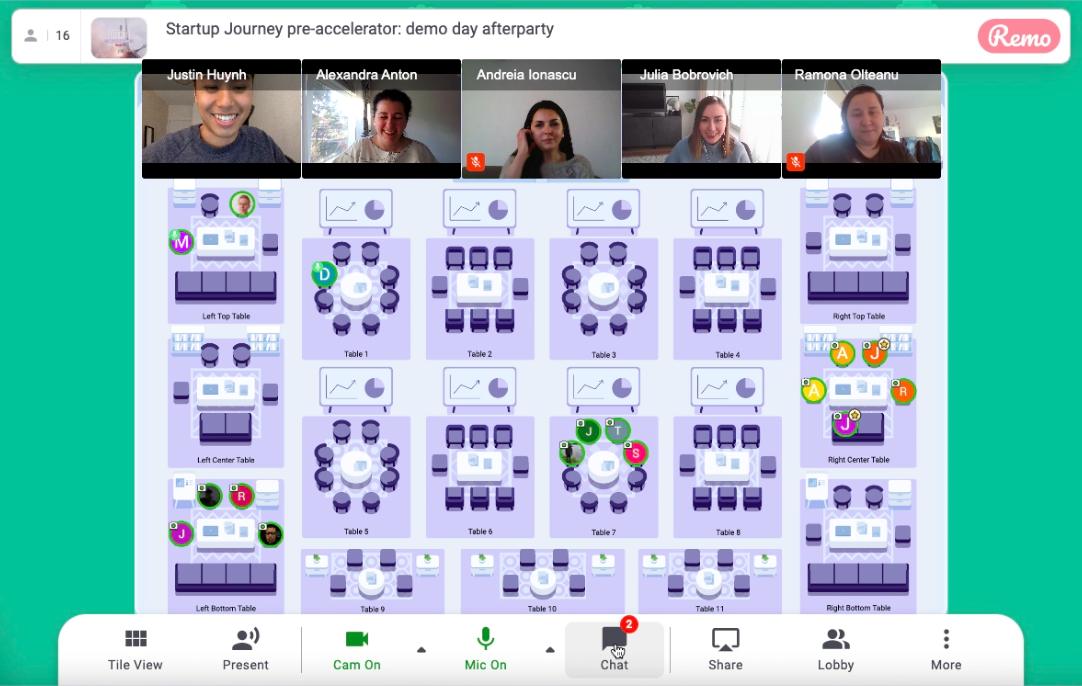 16
Startup Journey pre-accelerator: demo day afterparty
Remo
Justin Huynh
Alexandra Anton
Andreia Ionascu
Julia Bobrovich
Ramona Olteanu
M
D
Left Top Table
Table 1
Table 2
Table 3
Table 4
Right Top Table
A
J
A
R
J
Left Center Table
Right Center Table
J
T
S
R
J
Table 5
Table 6
Table 7
Table 8
Left Bottom Table
Table 9
Table 10
Table 11
Right Bottom Table
2
Tile View
Present
Cam On
Mic On
Chat
Share
Lobby
More